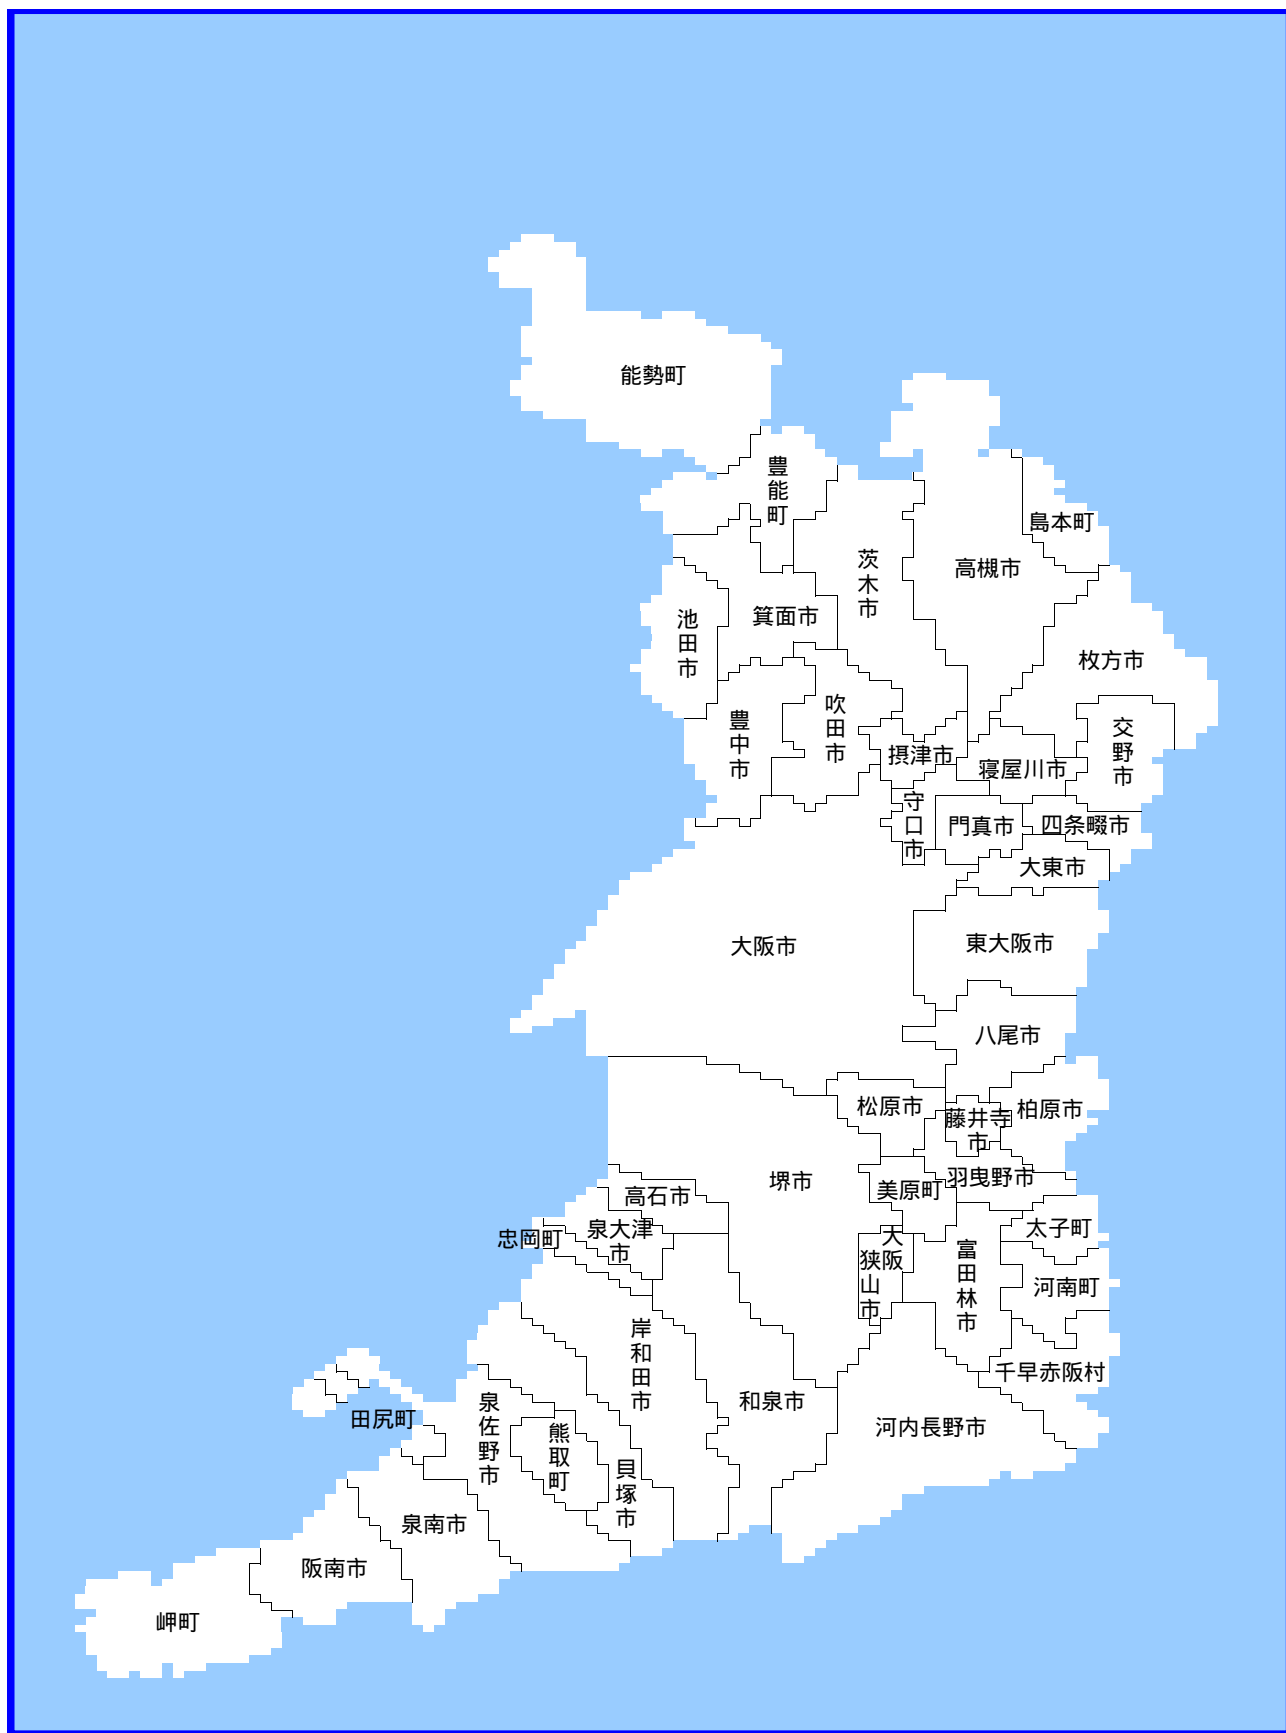 能勢町
豊能町
島本町
茨木市
高槻市
池田市
箕面市
枚方市
豊中市
吹田市
摂津市
寝屋川市
交野市
守口市
門真市
四条畷市
大東市
大阪市
東大阪市
八尾市
松原市
藤井寺市
柏原市
堺市
美原町
羽曳野市
高石市
泉大津市
忠岡町
大阪狭山市
富田林市
太子町
河南町
岸和田市
千早赤阪村
和泉市
河内長野市
田尻町
泉佐野市
熊取町
貝塚市
泉南市
阪南市
岬町